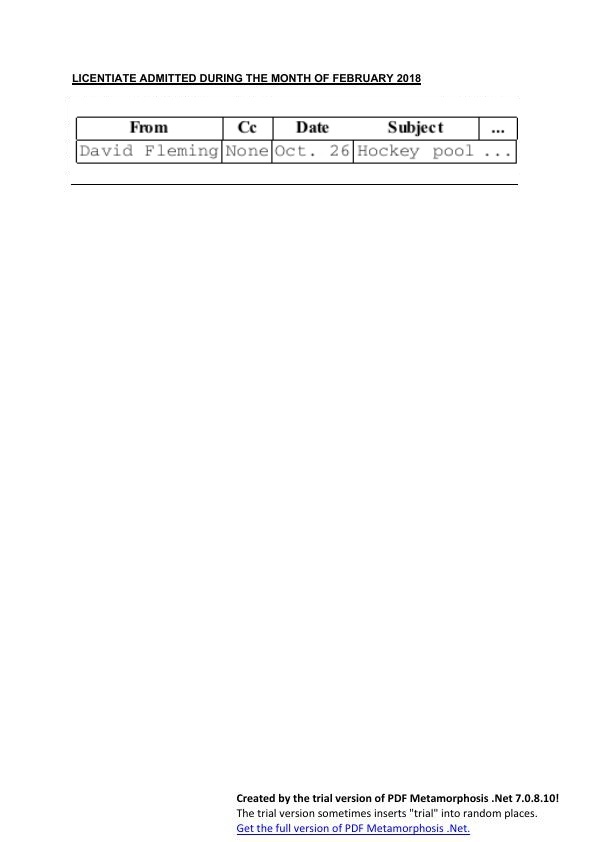 LICENTIATE ADMITTED DURING THE MONTH OF FEBRUARY 2018
From Cc Date Subject ...
David Fleming None Oct. 26 Hockey pool ...
Created by the trial version of PDF Metamorphosis .Net 7.0.8.10!
The trial version sometimes inserts "trial" into random places.
Get the full version of PDF Metamorphosis .Net.